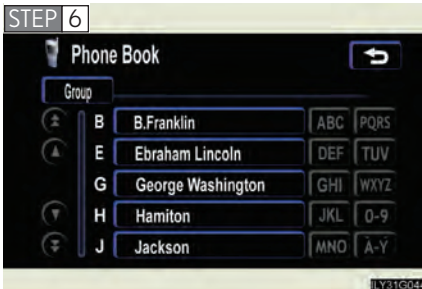 STEP 6
Phone Book
Group
B B.Franklin ABC PQRS
E Ebraham Lincoln DEF TUV
G George Washington GHI WXYZ
H Hamiton JKL 0-9
J Jackson MNO À-Ý
ILY31G044